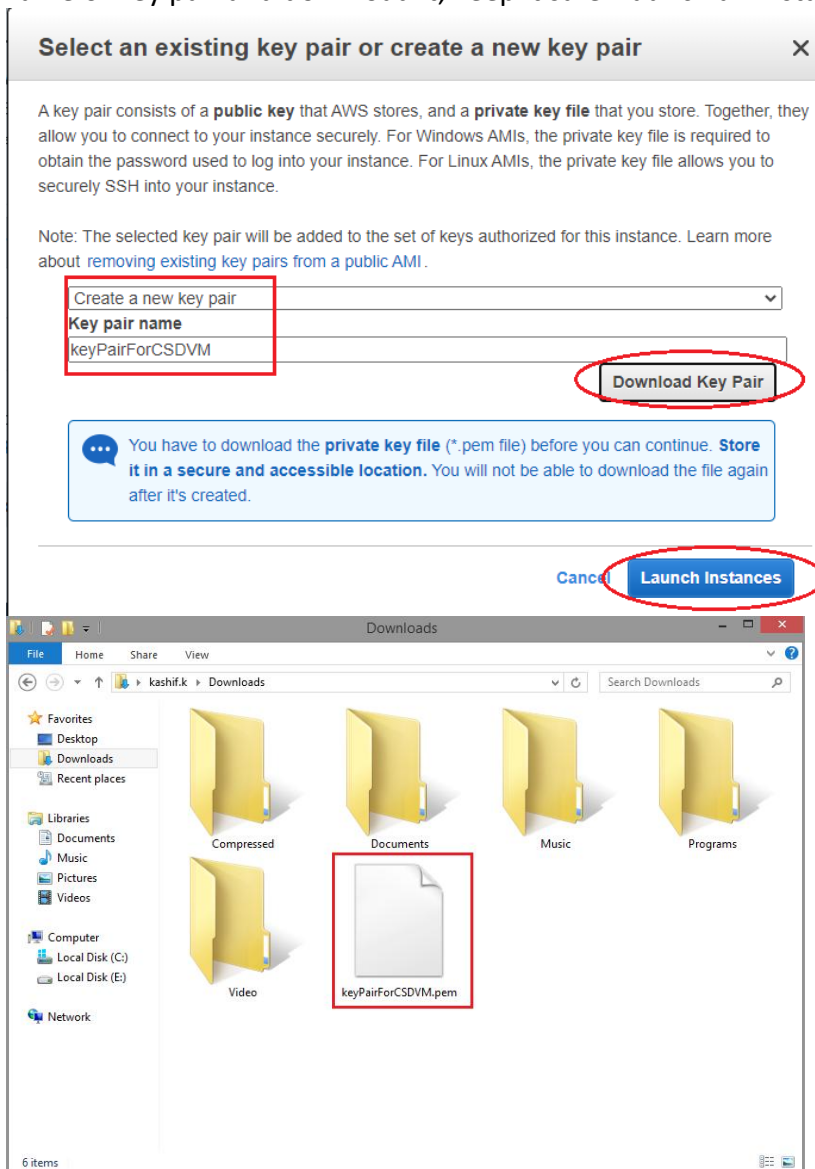 Select an existing key pair or create a new key pair ×
A key pair consists of a public key that AWS stores, and a private key file that you store. Together, they
allow you to connect to your instance securely. For Windows AMIs, the private key file is required to
obtain the password used to log into your instance. For Linux AMIs, the private key file allows you to
securely SSH into your instance.
Note: The selected key pair will be added to the set of keys authorized for this instance. Learn more
about removing existing key pairs from a public AMI.
Create a new key pair
Key pair name
keyPairForCSDVM
Download Key Pair
You have to download the private key file (*.pem file) before you can continue. Store
it in a secure and accessible location. You will not be able to download the file again
after it's created.
Cancel Launch Instances
Downloads
File Home Share View
kashif.k Downloads Search Downloads
Favorites
Desktop
Downloads
Recent places
Libraries
Documents
Music
Pictures
Videos
Computer
Local Disk (C:)
Local Disk (E:)
Network
Compressed Documents Music Programs
Video keyPairForCSDVM.pem
6 items